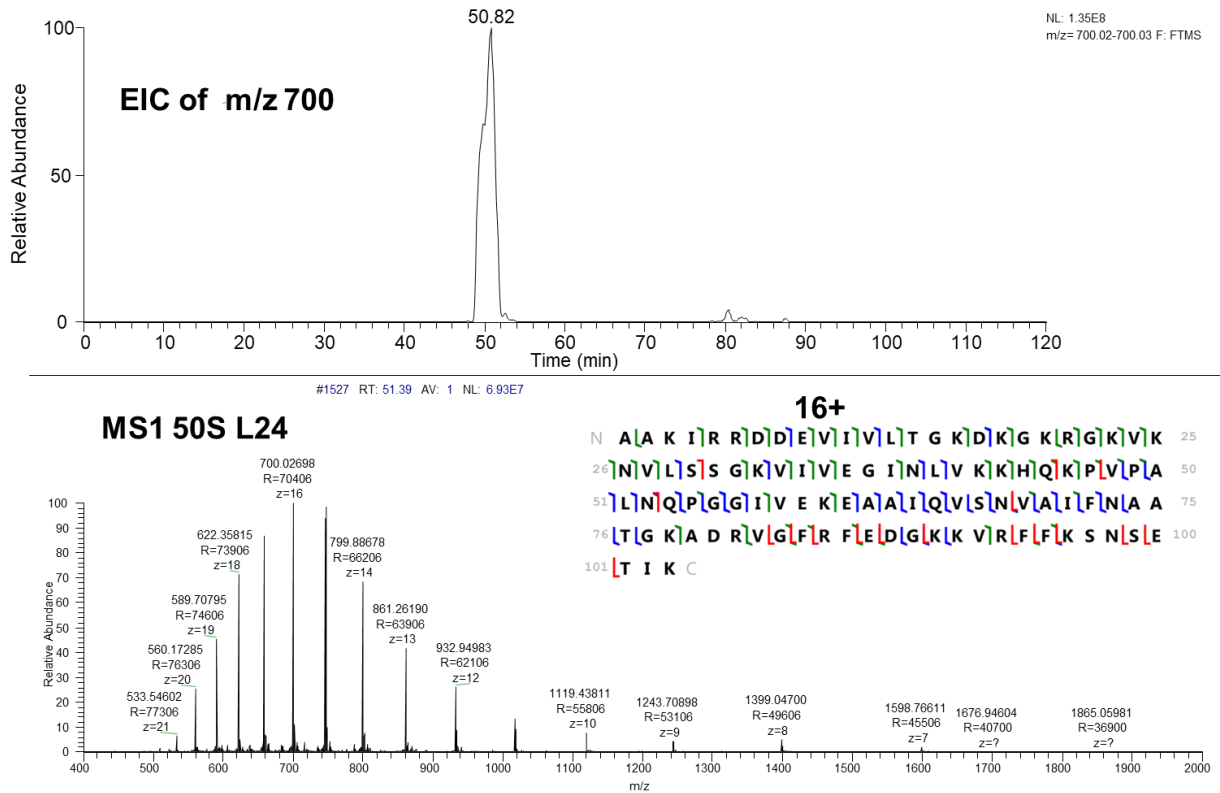 50.82
NL: 1.35E8
m/z= 700.02-700.03 F: FTMS
EIC of m/z 700
Relative Abundance
100
50
0
0 10 20 30 40 50 60 70 80 90 100 110 120
Time (min)
#1527 RT: 51.39 AV: 1 NL: 6.93E7
MS1 50S L24
16+
N A A K I R R D D E V I V L T G K D K G K R G K V K 25
26 N V L S S G K V I V E G I N L V K K H Q K P V P A 50
51 L N Q P G G I V E K E A A I Q V S N V A I F N A A 75
76 T G K A D R V G F R F E D G K K V R F F K S N S E 100
101 T I K C
700.02698
R=70406
z=16
622.35815
R=73906
z=18
799.88678
R=66206
z=14
589.70795
R=74606
z=19
861.26190
R=63906
z=13
560.17285
R=76306
z=20
932.94983
R=62106
z=12
533.54602
R=77306
z=21
1119.43811
R=55806
z=10
1243.70898
R=53106
z=9
1399.04700
R=49606
z=8
1598.76611
R=45506
z=7
1676.94604
R=40700
z=?
1865.05981
R=36900
z=?
Relative Abundance
100
90
80
70
60
50
40
30
20
10
0
400 500 600 700 800 900 1000 1100 1200 1300 1400 1500 1600 1700 1800 1900 2000
m/z